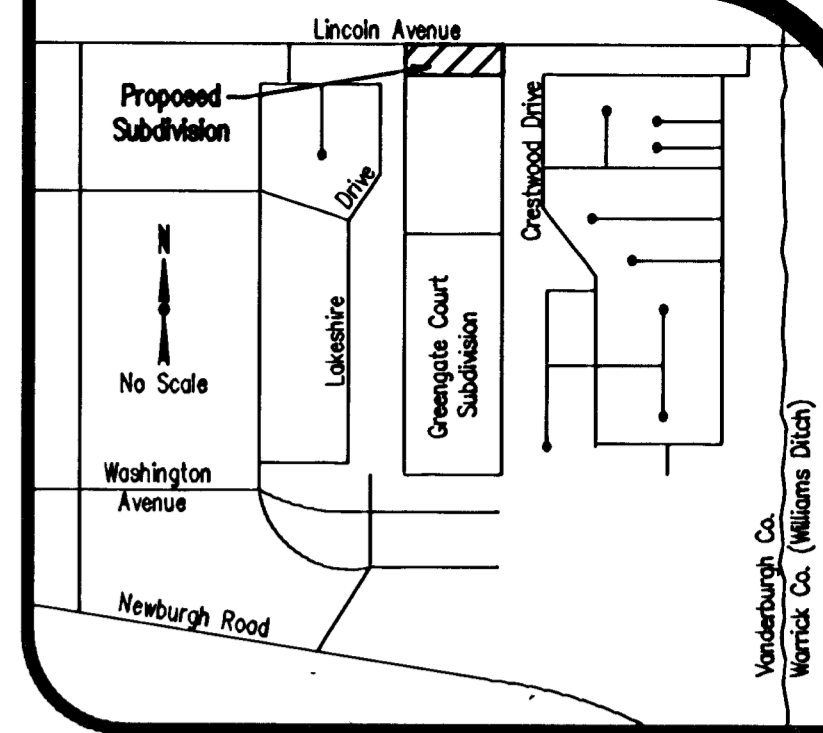 Lincoln Avenue
Proposed
Subdivision
Drive
Crestwood Drive
N
No Scale
Lakeshire
Greengate Court
Subdivision
Washington
Avenue
Newburgh Road
Vanderburgh Co.
Warrick Co. (Williams Ditch)